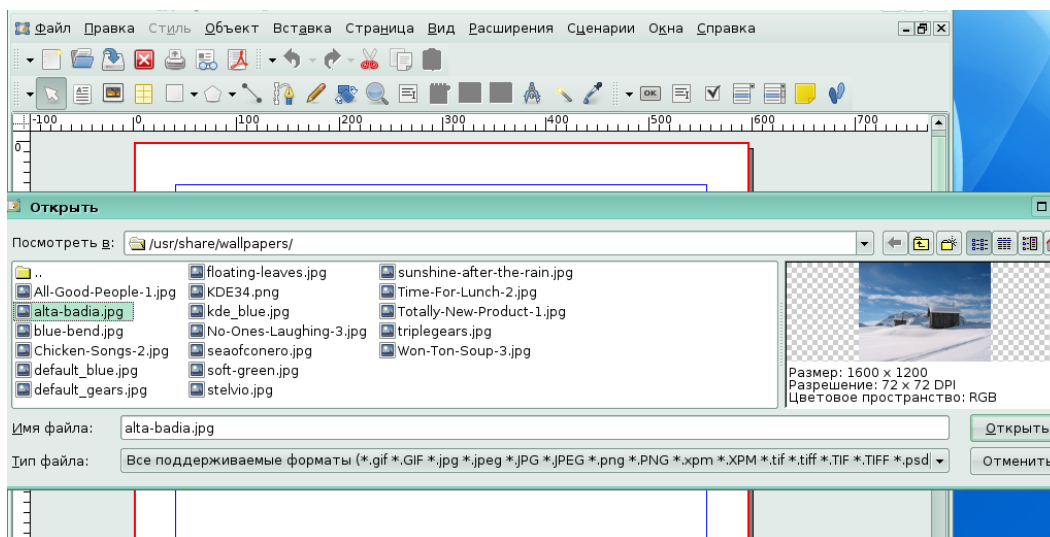 Файл Правка Стиль Объект Вставка Страница Вид Расширения Сценарии Окна Справка
OK
-100 0 100 200 300 400 500 600 700
0
Открыть
Посмотреть в: /usr/share/wallpapers/
.. floating-leaves.jpg sunshine-after-the-rain.jpg
All-Good-People-1.jpg KDE34.png Time-For-Lunch-2.jpg
alta-badia.jpg kde_blue.jpg Totally-New-Product-1.jpg
blue-bend.jpg No-Ones-Laughing-3.jpg triplegears.jpg
Chicken-Songs-2.jpg seaofconero.jpg Won-Ton-Soup-3.jpg
default_blue.jpg soft-green.jpg
default_gears.jpg stelvio.jpg
Размер: 1600 x 1200
Разрешение: 72 x 72 DPI
Цветовое пространство: RGB
Имя файла: alta-badia.jpg Открыть
Тип файла: Все поддерживаемые форматы (*.gif *.GIF *.jpg *.jpeg *.JPG *.JPEG *.png *.PNG *.xpm *.XPM *.tif *.tiff *.TIF *.TIFF *.psd Отменить